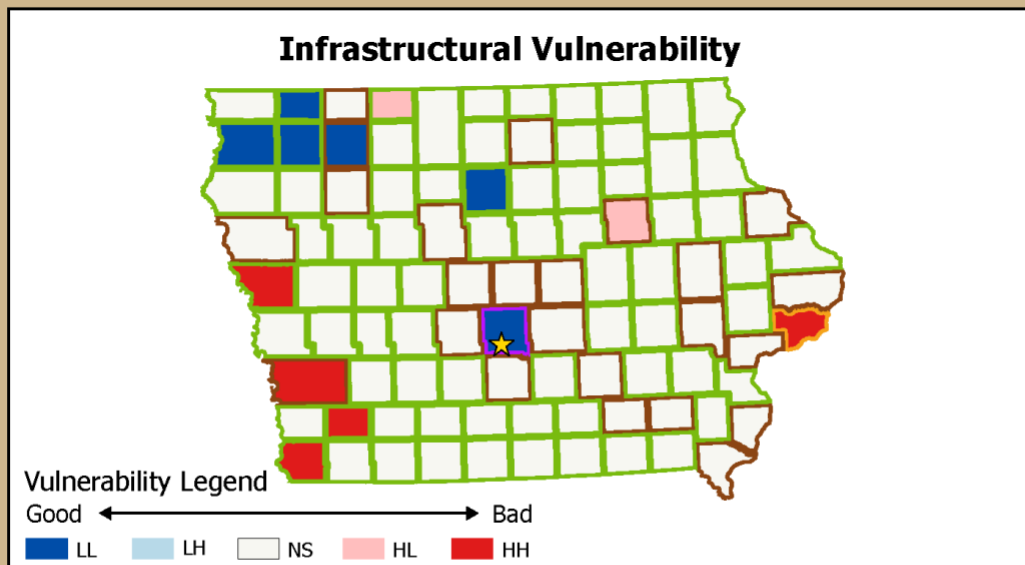 Infrastructural Vulnerability
Vulnerability Legend
Good Bad
LL LH NS HL HH